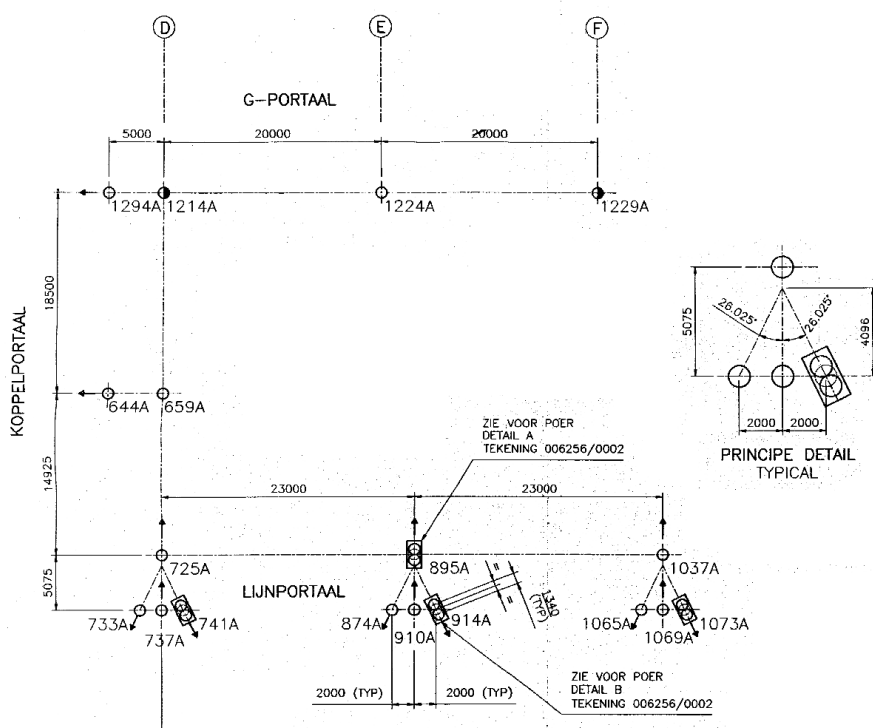 D E F
G-PORTAAL
5000 20000 20000
1294A 1214A 1224A 1229A
KOPPELPORTAAL
18500
644A 659A
14925
23000 23000
ZIE VOOR POER
DETAIL A
TEKENING 006256/0002
725A 895A 1037A
5075
LIJNPORTAAL
733A 737A 741A
874A 910A 914A
= =
1340
(TYP)
1065A 1069A 1073A
2000 (TYP) 2000 (TYP)
ZIE VOOR POER
DETAIL B
TEKENING 006256/0002
5075
26.025° 26.025°
4096
2000 2000
PRINCIPE DETAIL
TYPICAL